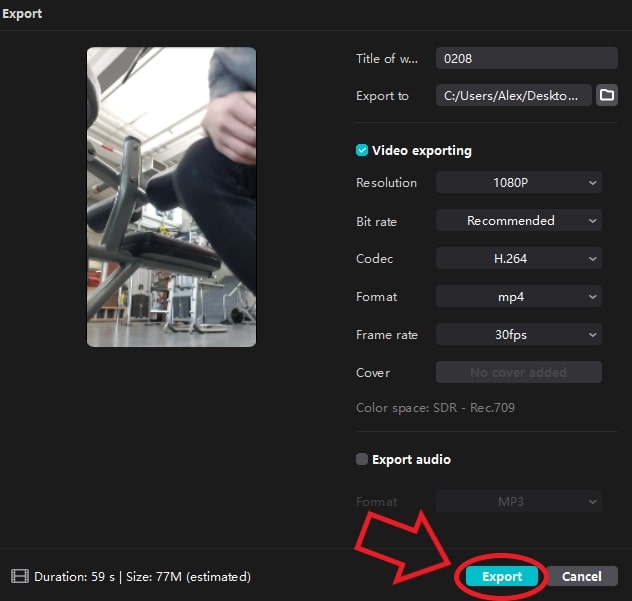 Export
Title of w... 0208
Export to C:/Users/Alex/Deskto...
Video exporting
Resolution 1080P
Bit rate Recommended
Codec H.264
Format mp4
Frame rate 30fps
Cover No cover added
Color space: SDR - Rec.709
Export audio
Format MP3
Duration: 59 s | Size: 77M (estimated) Export Cancel